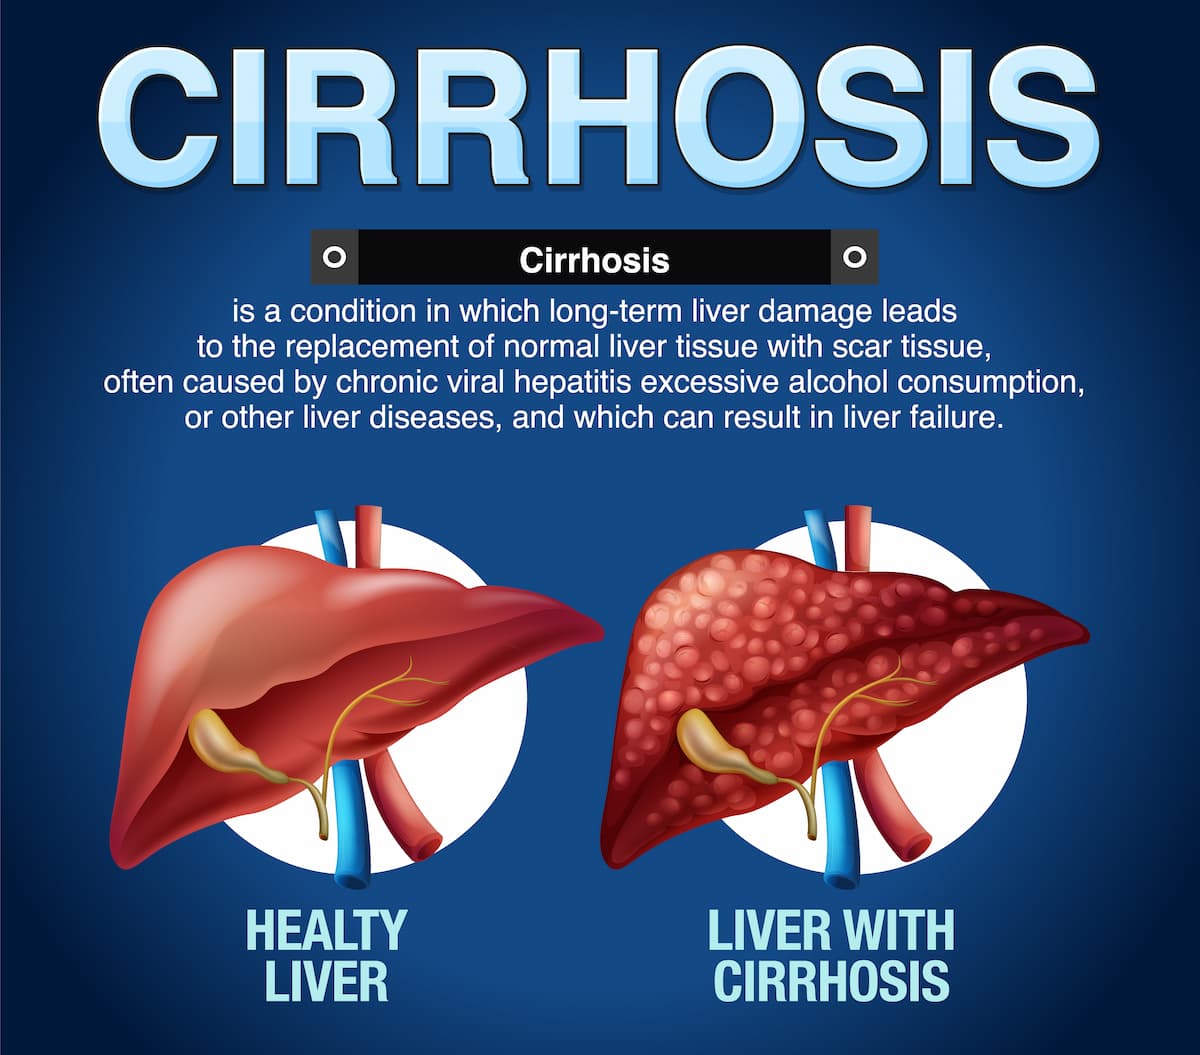 CIRRHOSIS
Cirrhosis
is a condition in which long-term liver damage leads
to the replacement of normal liver tissue with scar tissue,
often caused by chronic viral hepatitis excessive alcohol consumption,
or other liver diseases, and which can result in liver failure.
HEALTY
LIVER
LIVER WITH
CIRRHOSIS